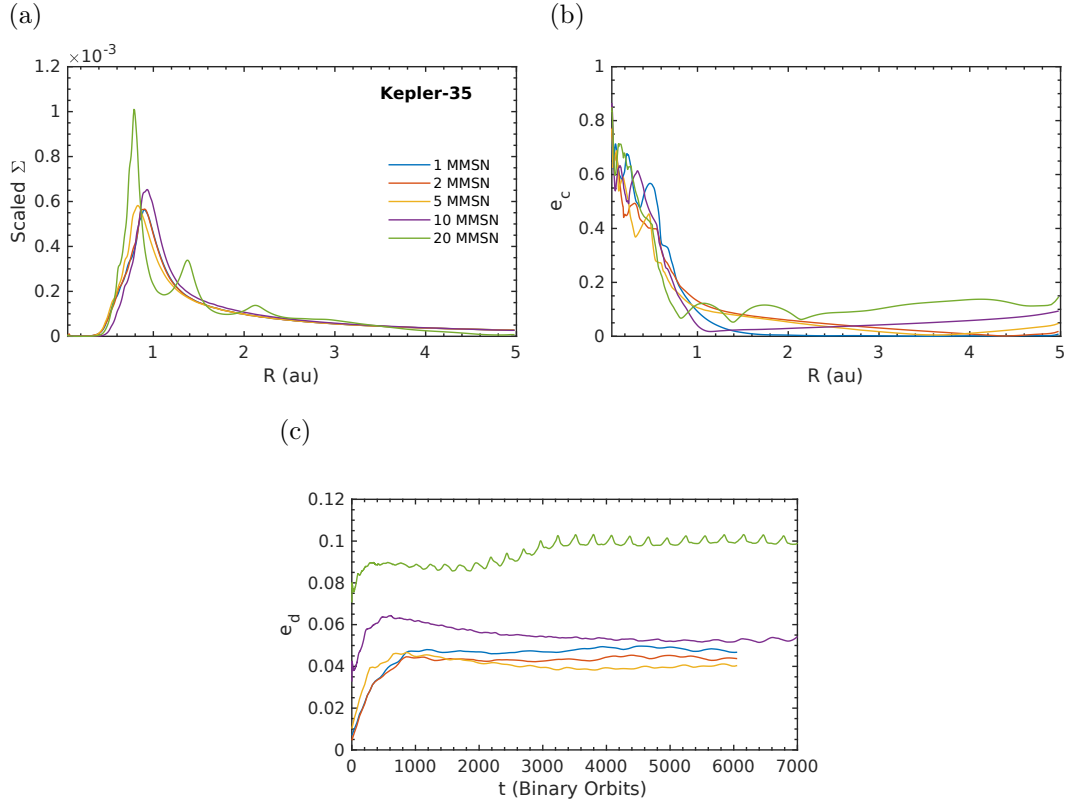 (a)
(b)
×10⁻³
Kepler-35
1.2
1
0.8
0.6
0.4
0.2
0
Scaled Σ
1 MMSN
2 MMSN
5 MMSN
10 MMSN
20 MMSN
1 2 3 4 5
R (au)
1
0.8
0.6
0.4
0.2
0
e_c
1 2 3 4 5
R (au)
(c)
0.12
0.1
0.08
0.06
0.04
0.02
0
e_d
0 1000 2000 3000 4000 5000 6000 7000
t (Binary Orbits)